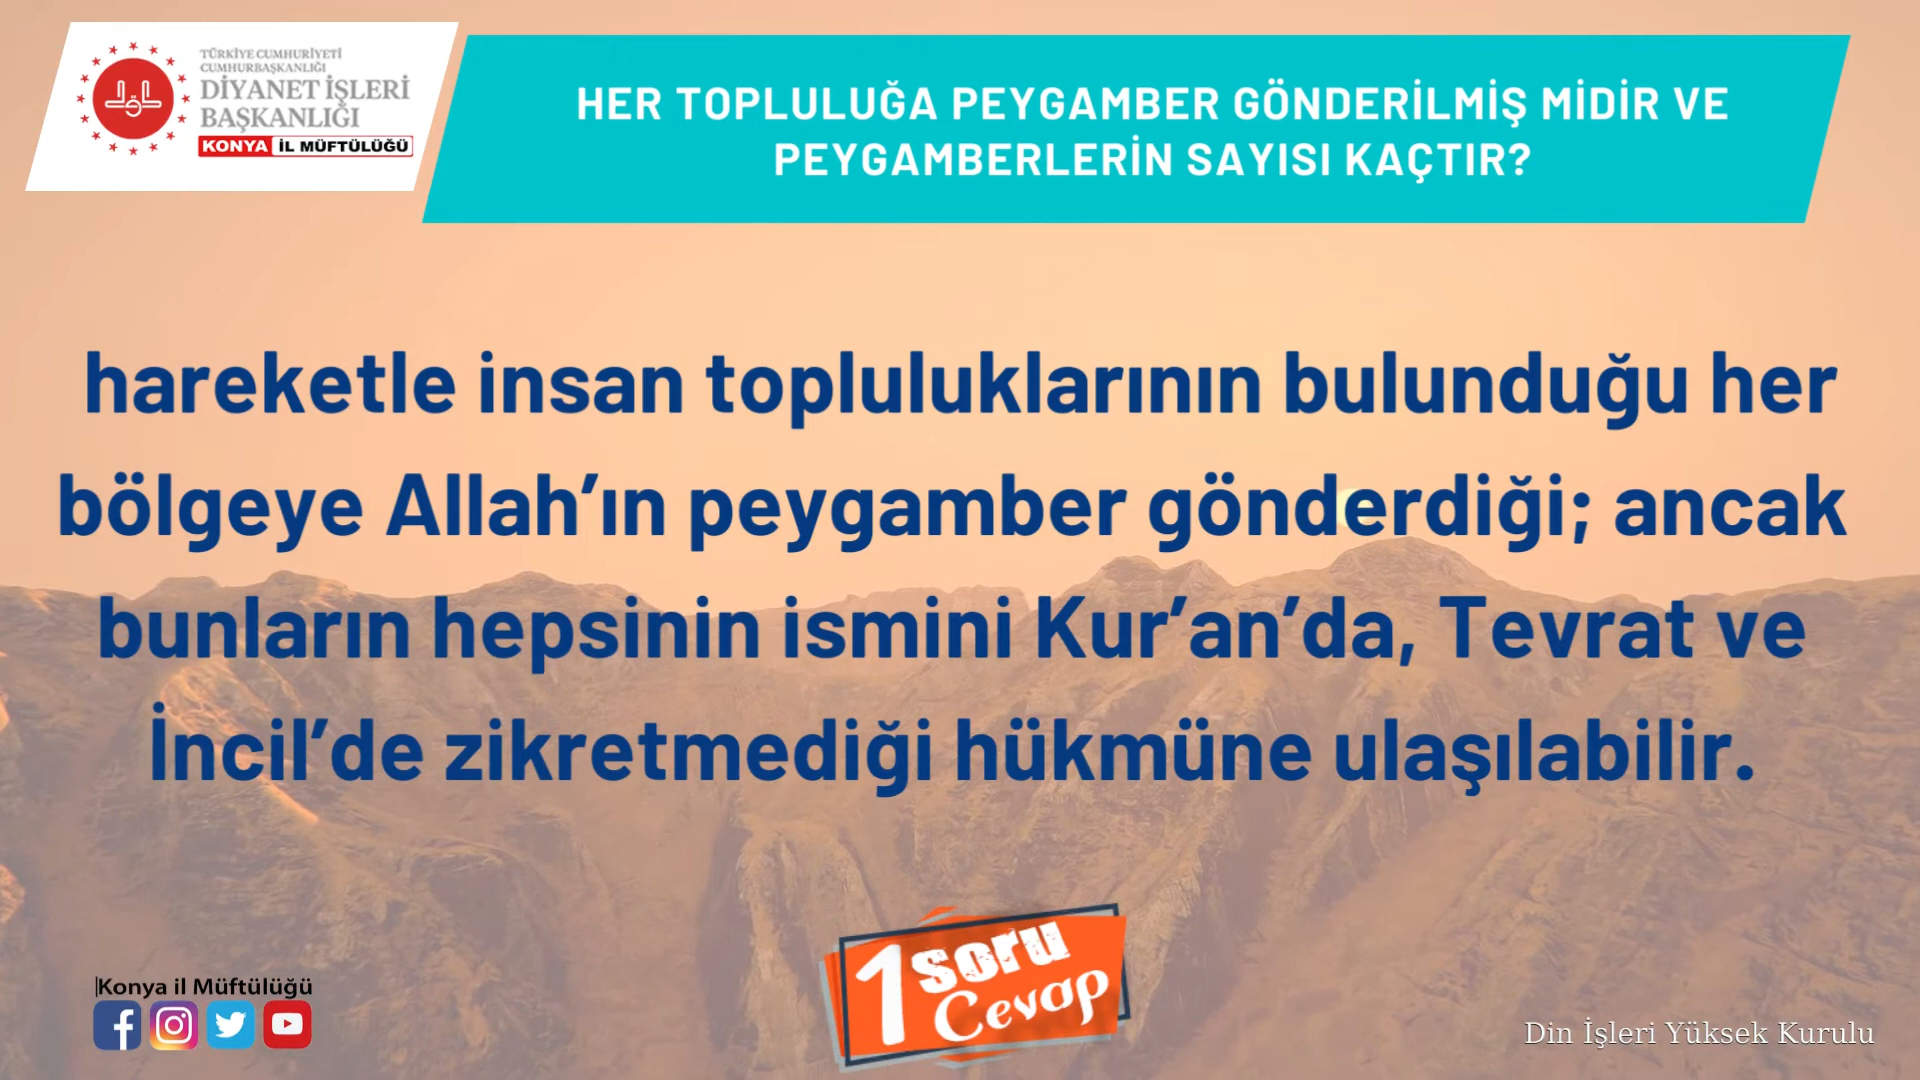 TÜRKİYE CUMHURİYETİ
CUMHURBAŞKANLIĞI
DİYANET İŞLERİ
BAŞKANLIĞI
KONYA İL MÜFTÜLÜĞÜ
HER TOPLULUĞA PEYGAMBER GÖNDERİLMİŞ MİDİR VE
PEYGAMBERLERİN SAYISI KAÇTIR?
hareketle insan topluluklarının bulunduğu her
bölgeye Allah’ın peygamber gönderdiği; ancak
bunların hepsinin ismini Kur’an’da, Tevrat ve
İncil’de zikretmediği hükmüne ulaşılabilir.
1 soru
Cevap
Konya il Müftülüğü
Din İşleri Yüksek Kurulu